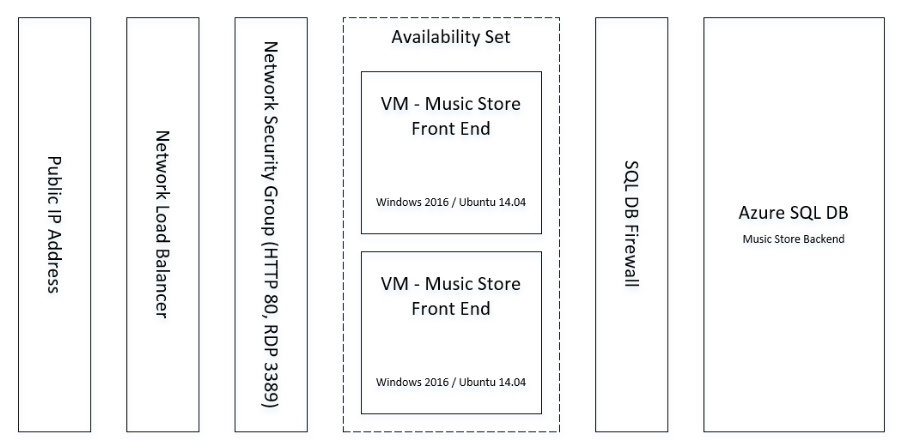 Public IP Address
Network Load Balancer
Network Security Group (HTTP 80, RDP 3389)
Availability Set
VM - Music Store
Front End
Windows 2016 / Ubuntu 14.04
VM - Music Store
Front End
Windows 2016 / Ubuntu 14.04
SQL DB Firewall
Azure SQL DB
Music Store Backend